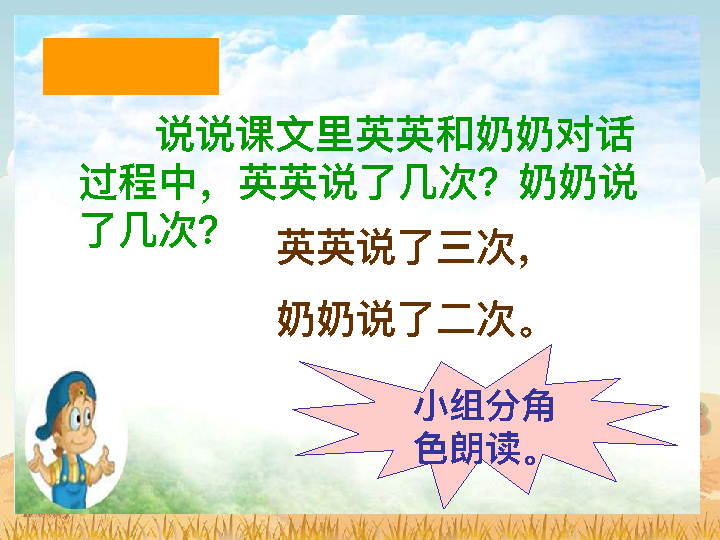 说说课文里英英和奶奶对话
过程中，英英说了几次？奶奶说
了几次？
英英说了三次，
奶奶说了二次。
小组分角
色朗读。